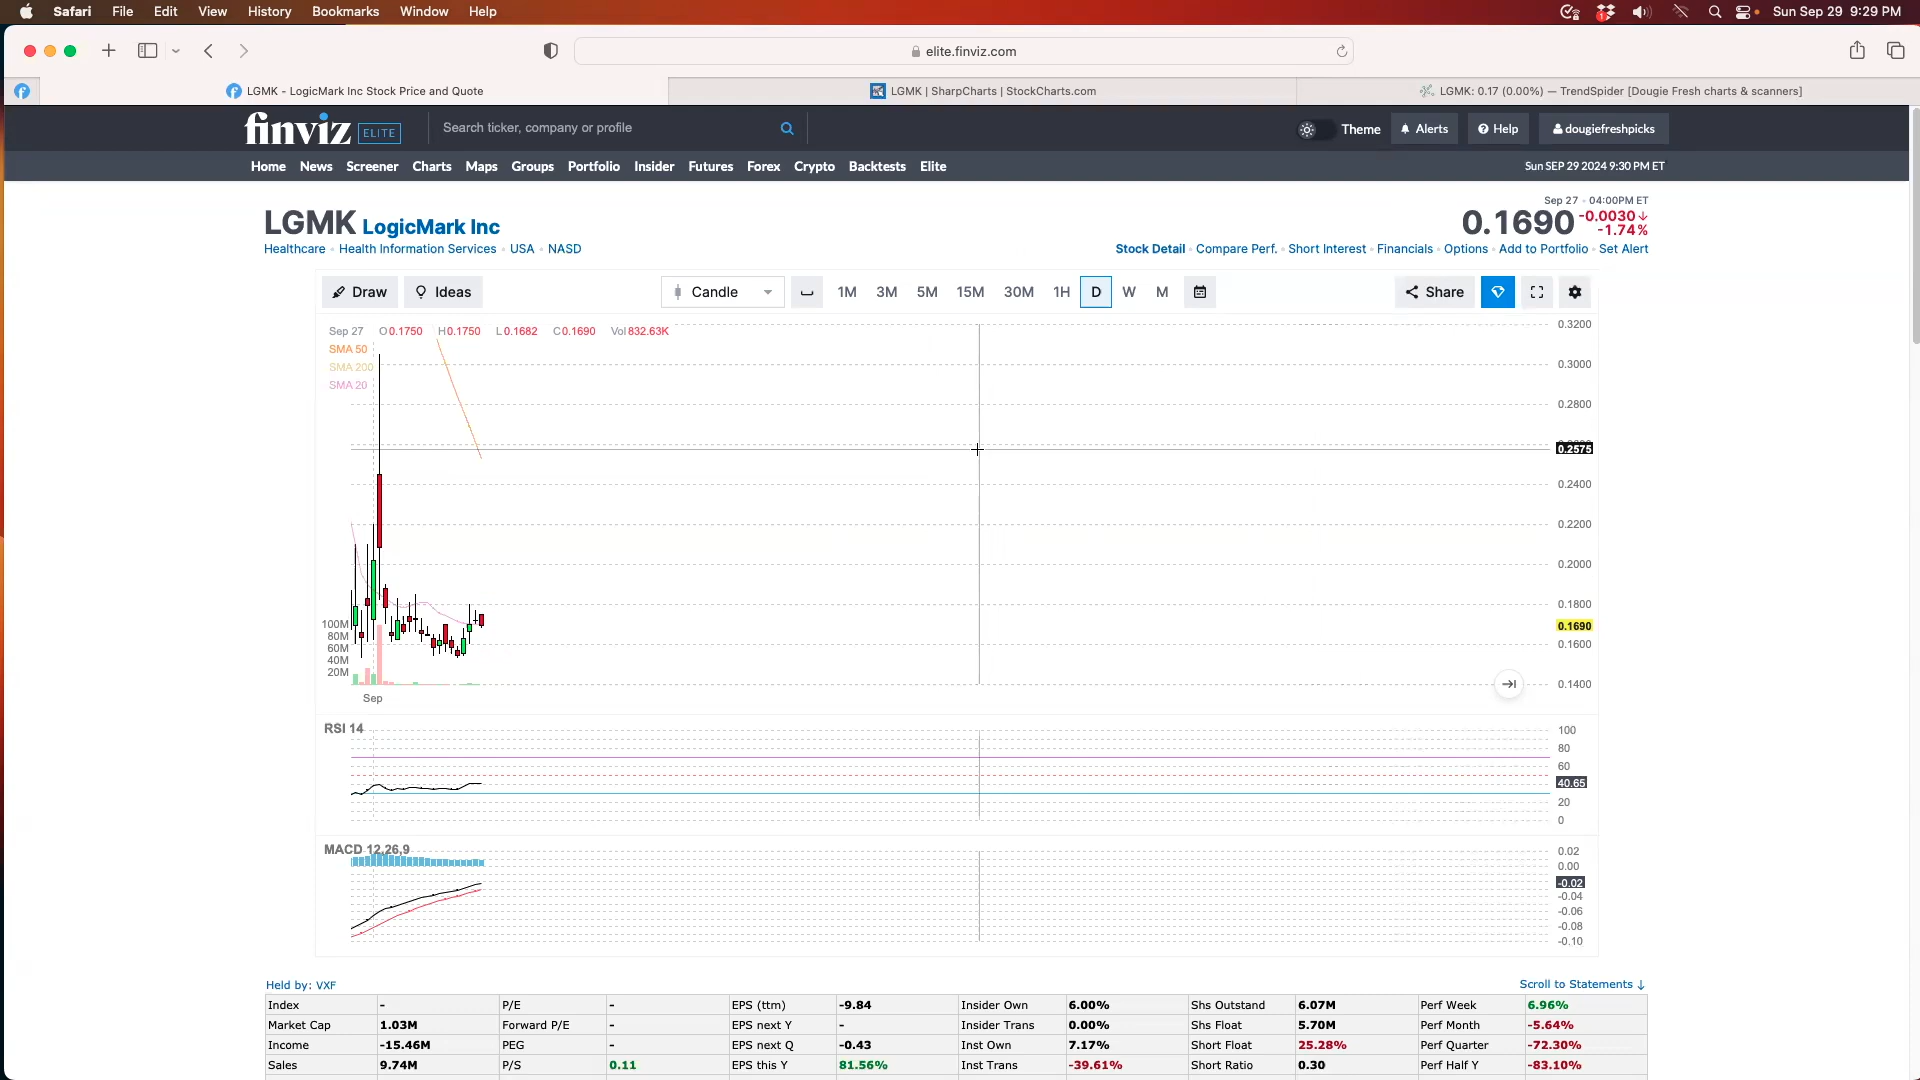 Safari File Edit View History Bookmarks Window Help
1
Sun Sep 29 9:29 PM
elite.finviz.com
LGMK - LogicMark Inc Stock Price and Quote
LGMK | SharpCharts | StockCharts.com
LGMK: 0.17 (0.00%) — TrendSpider [Dougie Fresh charts & scanners]
finviz ELITE
Search ticker, company or profile
Theme
Alerts
Help
dougiefreshpicks
Home News Screener Charts Maps Groups Portfolio Insider Futures Forex Crypto Backtests Elite
Sun SEP 29 2024 9:30 PM ET
Sep 27 · 04:00PM ET
LGMK LogicMark Inc
0.1690 -0.0030↓
-1.74%
Healthcare · Health Information Services · USA · NASD
Stock Detail · Compare Perf. · Short Interest · Financials · Options · Add to Portfolio · Set Alert
Draw Ideas
Candle
1M 3M 5M 15M 30M 1H D W M
Share
Sep 27 O0.1750 H0.1750 L0.1682 C0.1690 Vol832.63K
SMA 50
SMA 200
SMA 20
0.3200
0.3000
0.2800
0.2575
0.2400
0.2200
0.2000
0.1800
0.1690
0.1600
0.1400
100M
80M
60M
40M
20M
Sep
RSI 14
100
80
60
40.65
20
0
MACD 12,26,9
0.02
0.00
-0.02
-0.04
-0.06
-0.08
-0.10
Held by: VXF
Scroll to Statements ↓
Index - P/E - EPS (ttm) -9.84 Insider Own 6.00% Shs Outstand 6.07M Perf Week 6.96%
Market Cap 1.03M Forward P/E - EPS next Y - Insider Trans 0.00% Shs Float 5.70M Perf Month -5.64%
Income -15.46M PEG - EPS next Q -0.43 Inst Own 7.17% Short Float 25.28% Perf Quarter -72.30%
Sales 9.74M P/S 0.11 EPS this Y 81.56% Inst Trans -39.61% Short Ratio 0.30 Perf Half Y -83.10%